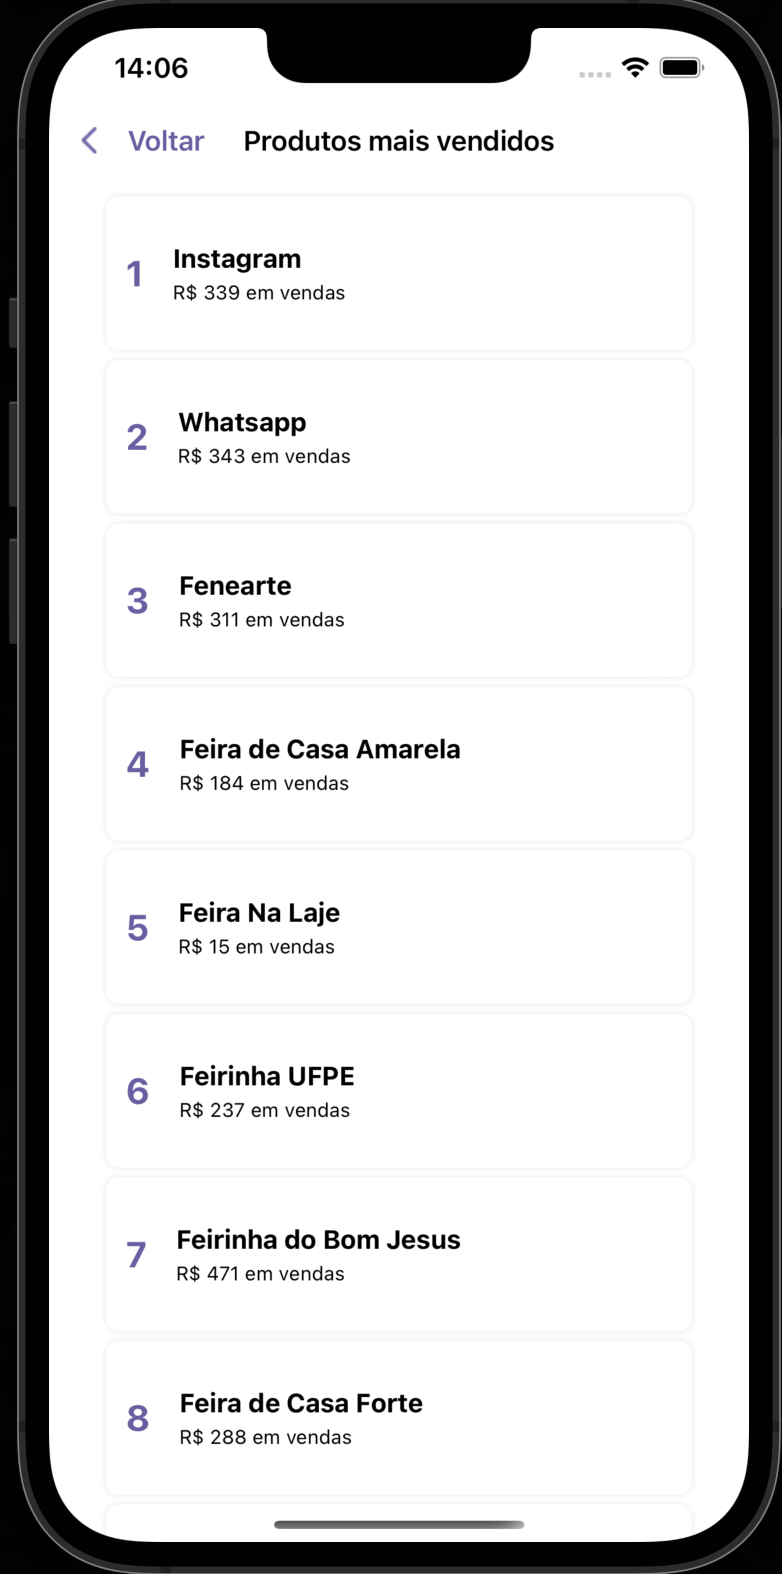 14:06
Voltar Produtos mais vendidos
1
Instagram
R$ 339 em vendas
2
Whatsapp
R$ 343 em vendas
3
Fenearte
R$ 311 em vendas
4
Feira de Casa Amarela
R$ 184 em vendas
5
Feira Na Laje
R$ 15 em vendas
6
Feirinha UFPE
R$ 237 em vendas
7
Feirinha do Bom Jesus
R$ 471 em vendas
8
Feira de Casa Forte
R$ 288 em vendas